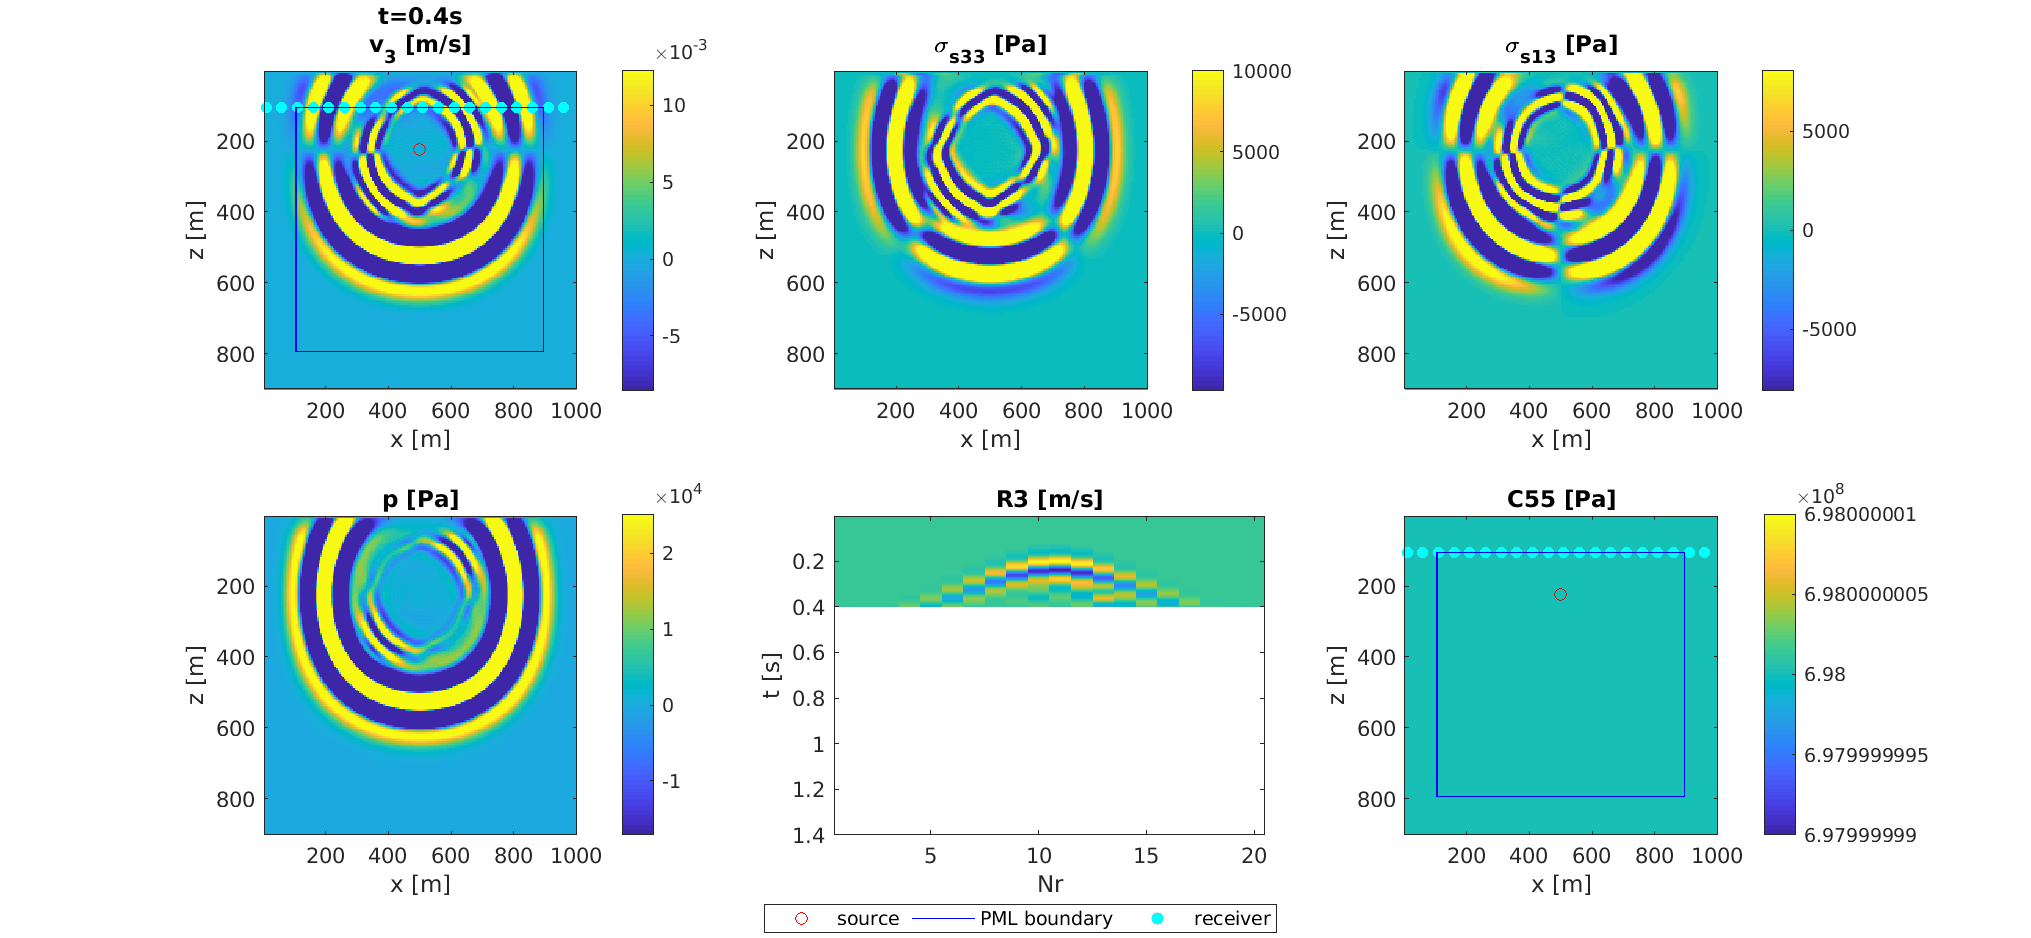 t=0.4s
v3 [m/s]
×10-3
10
5
0
-5
200
400
600
800
z [m]
200 400 600 800 1000
x [m]
σs33 [Pa]
10000
5000
0
-5000
200
400
600
800
z [m]
200 400 600 800 1000
x [m]
σs13 [Pa]
5000
0
-5000
200
400
600
800
z [m]
200 400 600 800 1000
x [m]
p [Pa]
×104
2
1
0
-1
200
400
600
800
z [m]
200 400 600 800 1000
x [m]
R3 [m/s]
0.2
0.4
0.6
0.8
1
1.2
1.4
t [s]
5 10 15 20
Nr
C55 [Pa]
×108
6.98000001
6.980000005
6.98
6.979999995
6.97999999
200
400
600
800
z [m]
200 400 600 800 1000
x [m]
source PML boundary receiver